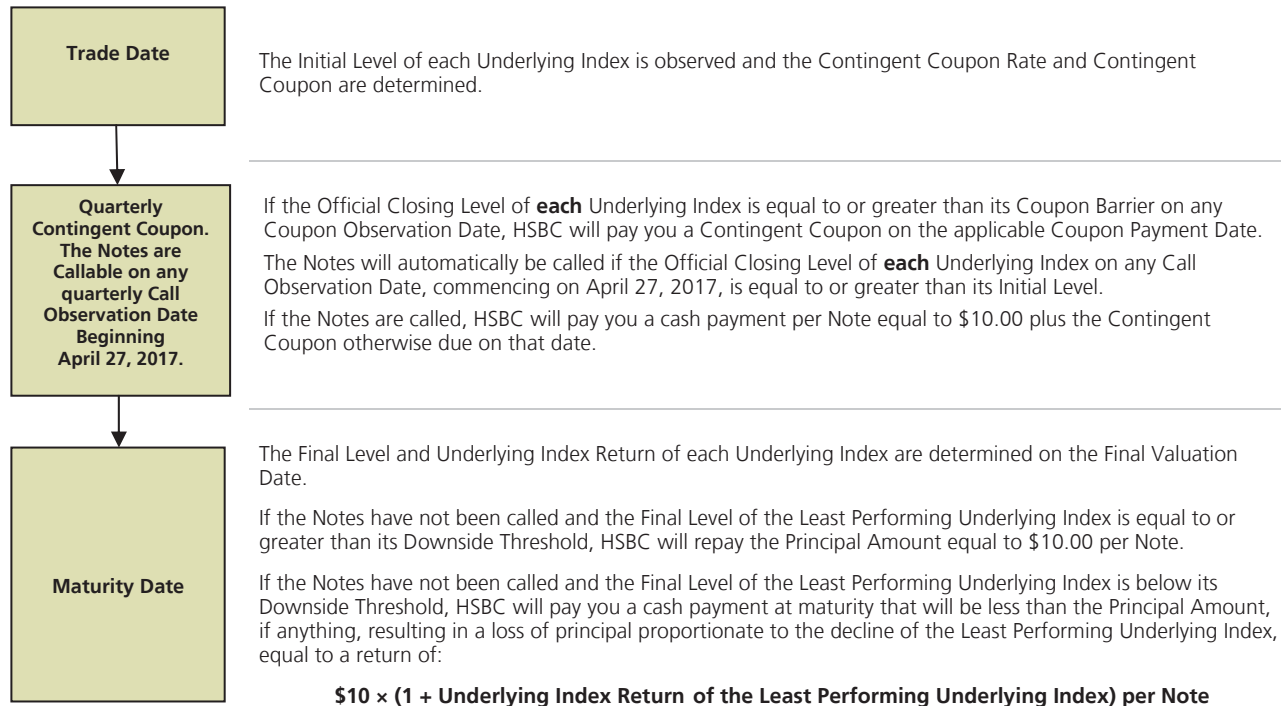 Trade Date
The Initial Level of each Underlying Index is observed and the Contingent Coupon Rate and Contingent
Coupon are determined.
Quarterly
Contingent Coupon.
The Notes are
Callable on any
quarterly Call
Observation Date
Beginning
April 27, 2017.
If the Official Closing Level of each Underlying Index is equal to or greater than its Coupon Barrier on any
Coupon Observation Date, HSBC will pay you a Contingent Coupon on the applicable Coupon Payment Date.
The Notes will automatically be called if the Official Closing Level of each Underlying Index on any Call
Observation Date, commencing on April 27, 2017, is equal to or greater than its Initial Level.
If the Notes are called, HSBC will pay you a cash payment per Note equal to $10.00 plus the Contingent
Coupon otherwise due on that date.
Maturity Date
The Final Level and Underlying Index Return of each Underlying Index are determined on the Final Valuation
Date.
If the Notes have not been called and the Final Level of the Least Performing Underlying Index is equal to or
greater than its Downside Threshold, HSBC will repay the Principal Amount equal to $10.00 per Note.
If the Notes have not been called and the Final Level of the Least Performing Underlying Index is below its
Downside Threshold, HSBC will pay you a cash payment at maturity that will be less than the Principal Amount,
if anything, resulting in a loss of principal proportionate to the decline of the Least Performing Underlying Index,
equal to a return of:
$10 × (1 + Underlying Index Return of the Least Performing Underlying Index) per Note